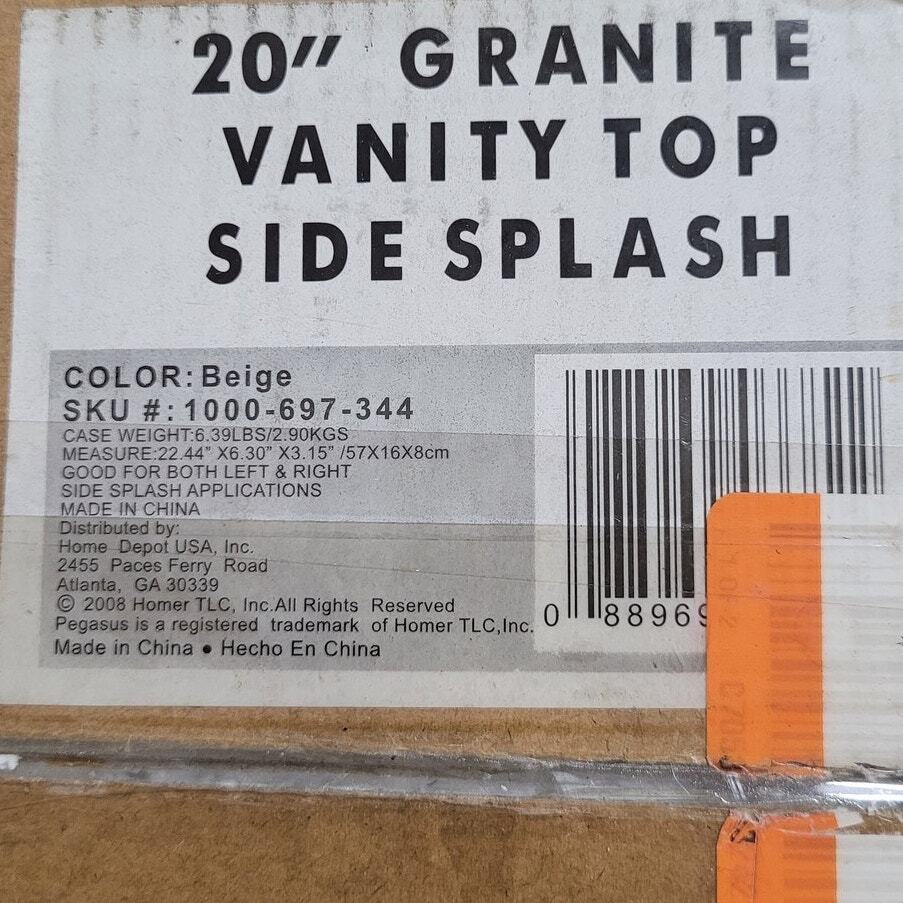 20″ GRANITE
VANITY TOP
SIDE SPLASH
COLOR: Beige
SKU #: 1000-697-344
CASE WEIGHT:6.39LBS/2.90KGS
MEASURE:22.44” X6.30” X3.15” /57X16X8cm
GOOD FOR BOTH LEFT & RIGHT
SIDE SPLASH APPLICATIONS
MADE IN CHINA
Distributed by:
Home Depot USA, Inc.
2455 Paces Ferry Road
Atlanta, GA 30339
© 2008 Homer TLC, Inc.All Rights Reserved
Pegasus is a registered trademark of Homer TLC,Inc.
Made in China • Hecho En China
0 88969